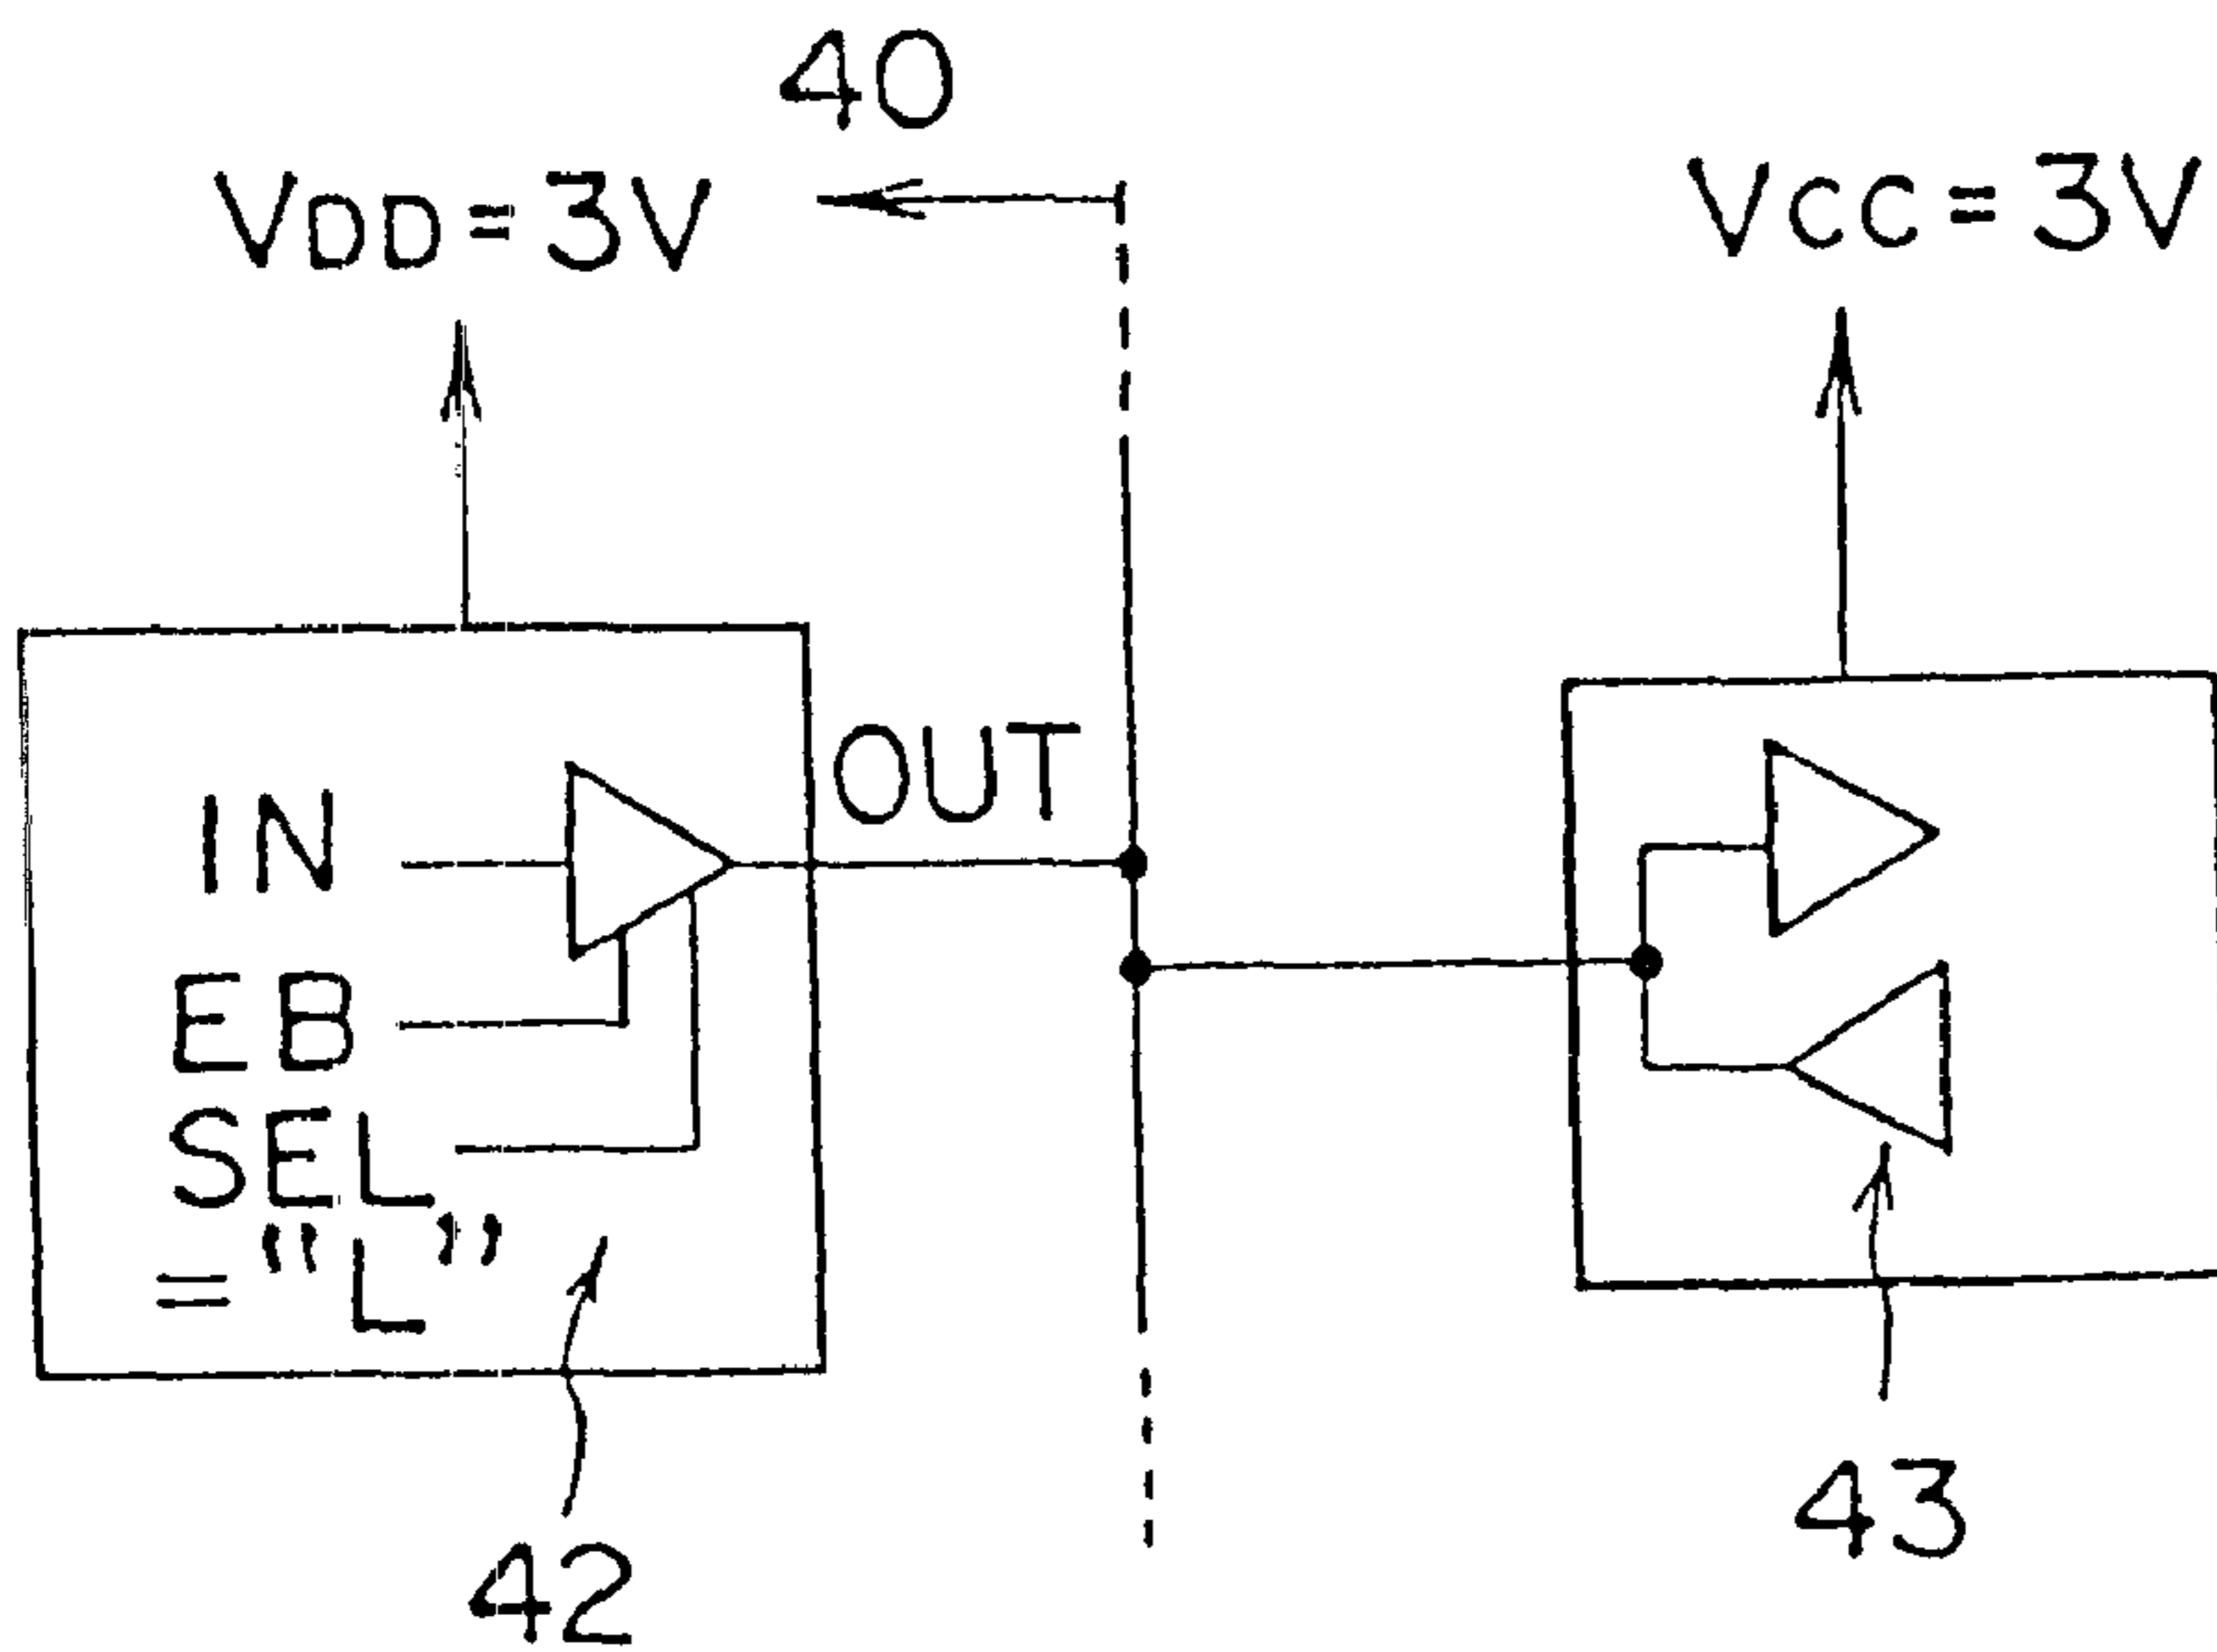 40
VDD=3V
VCC=3V
OUT
IN
EB
SEL
="L"
42
43